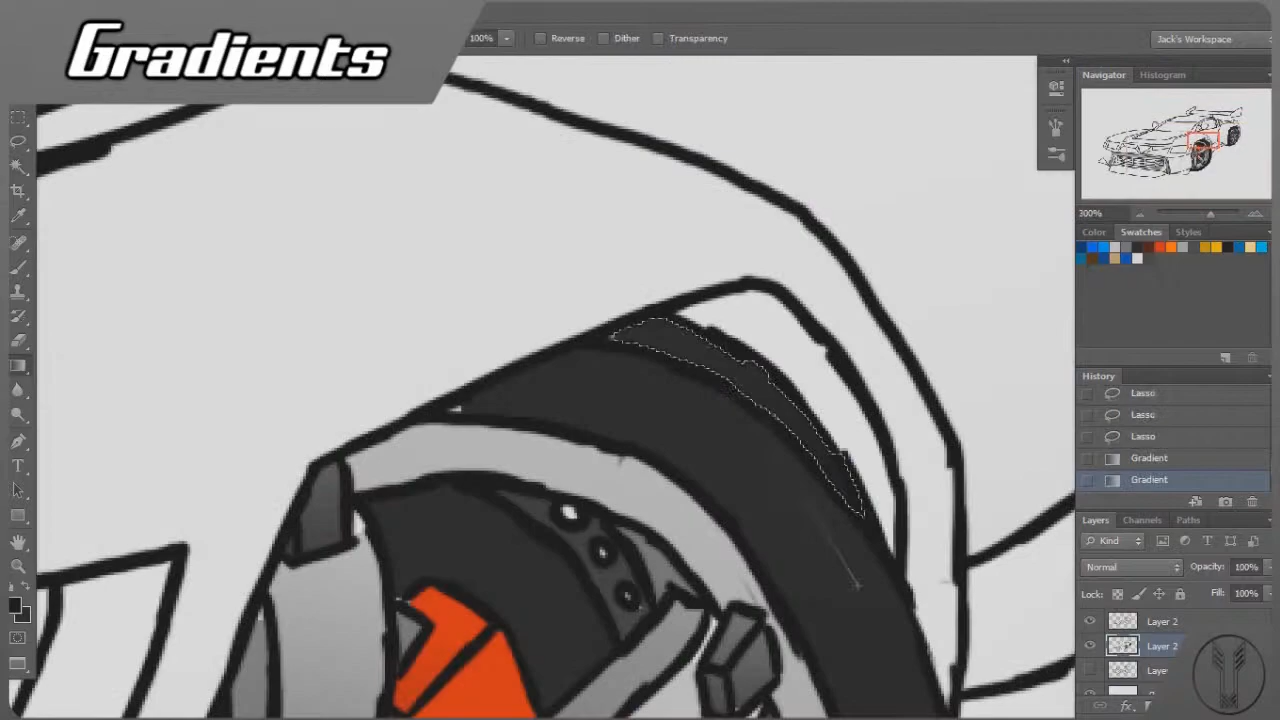 Gradients
100%
Reverse
Dither
Transparency
Jack's Workspace
Navigator
Histogram
300%
Color
Swatches
Styles
History
Lasso
Lasso
Lasso
Gradient
Gradient
Layers
Channels
Paths
Kind
Normal
Opacity: 100%
Lock:
Fill: 100%
Layer 2
Layer 2
Laye
fx